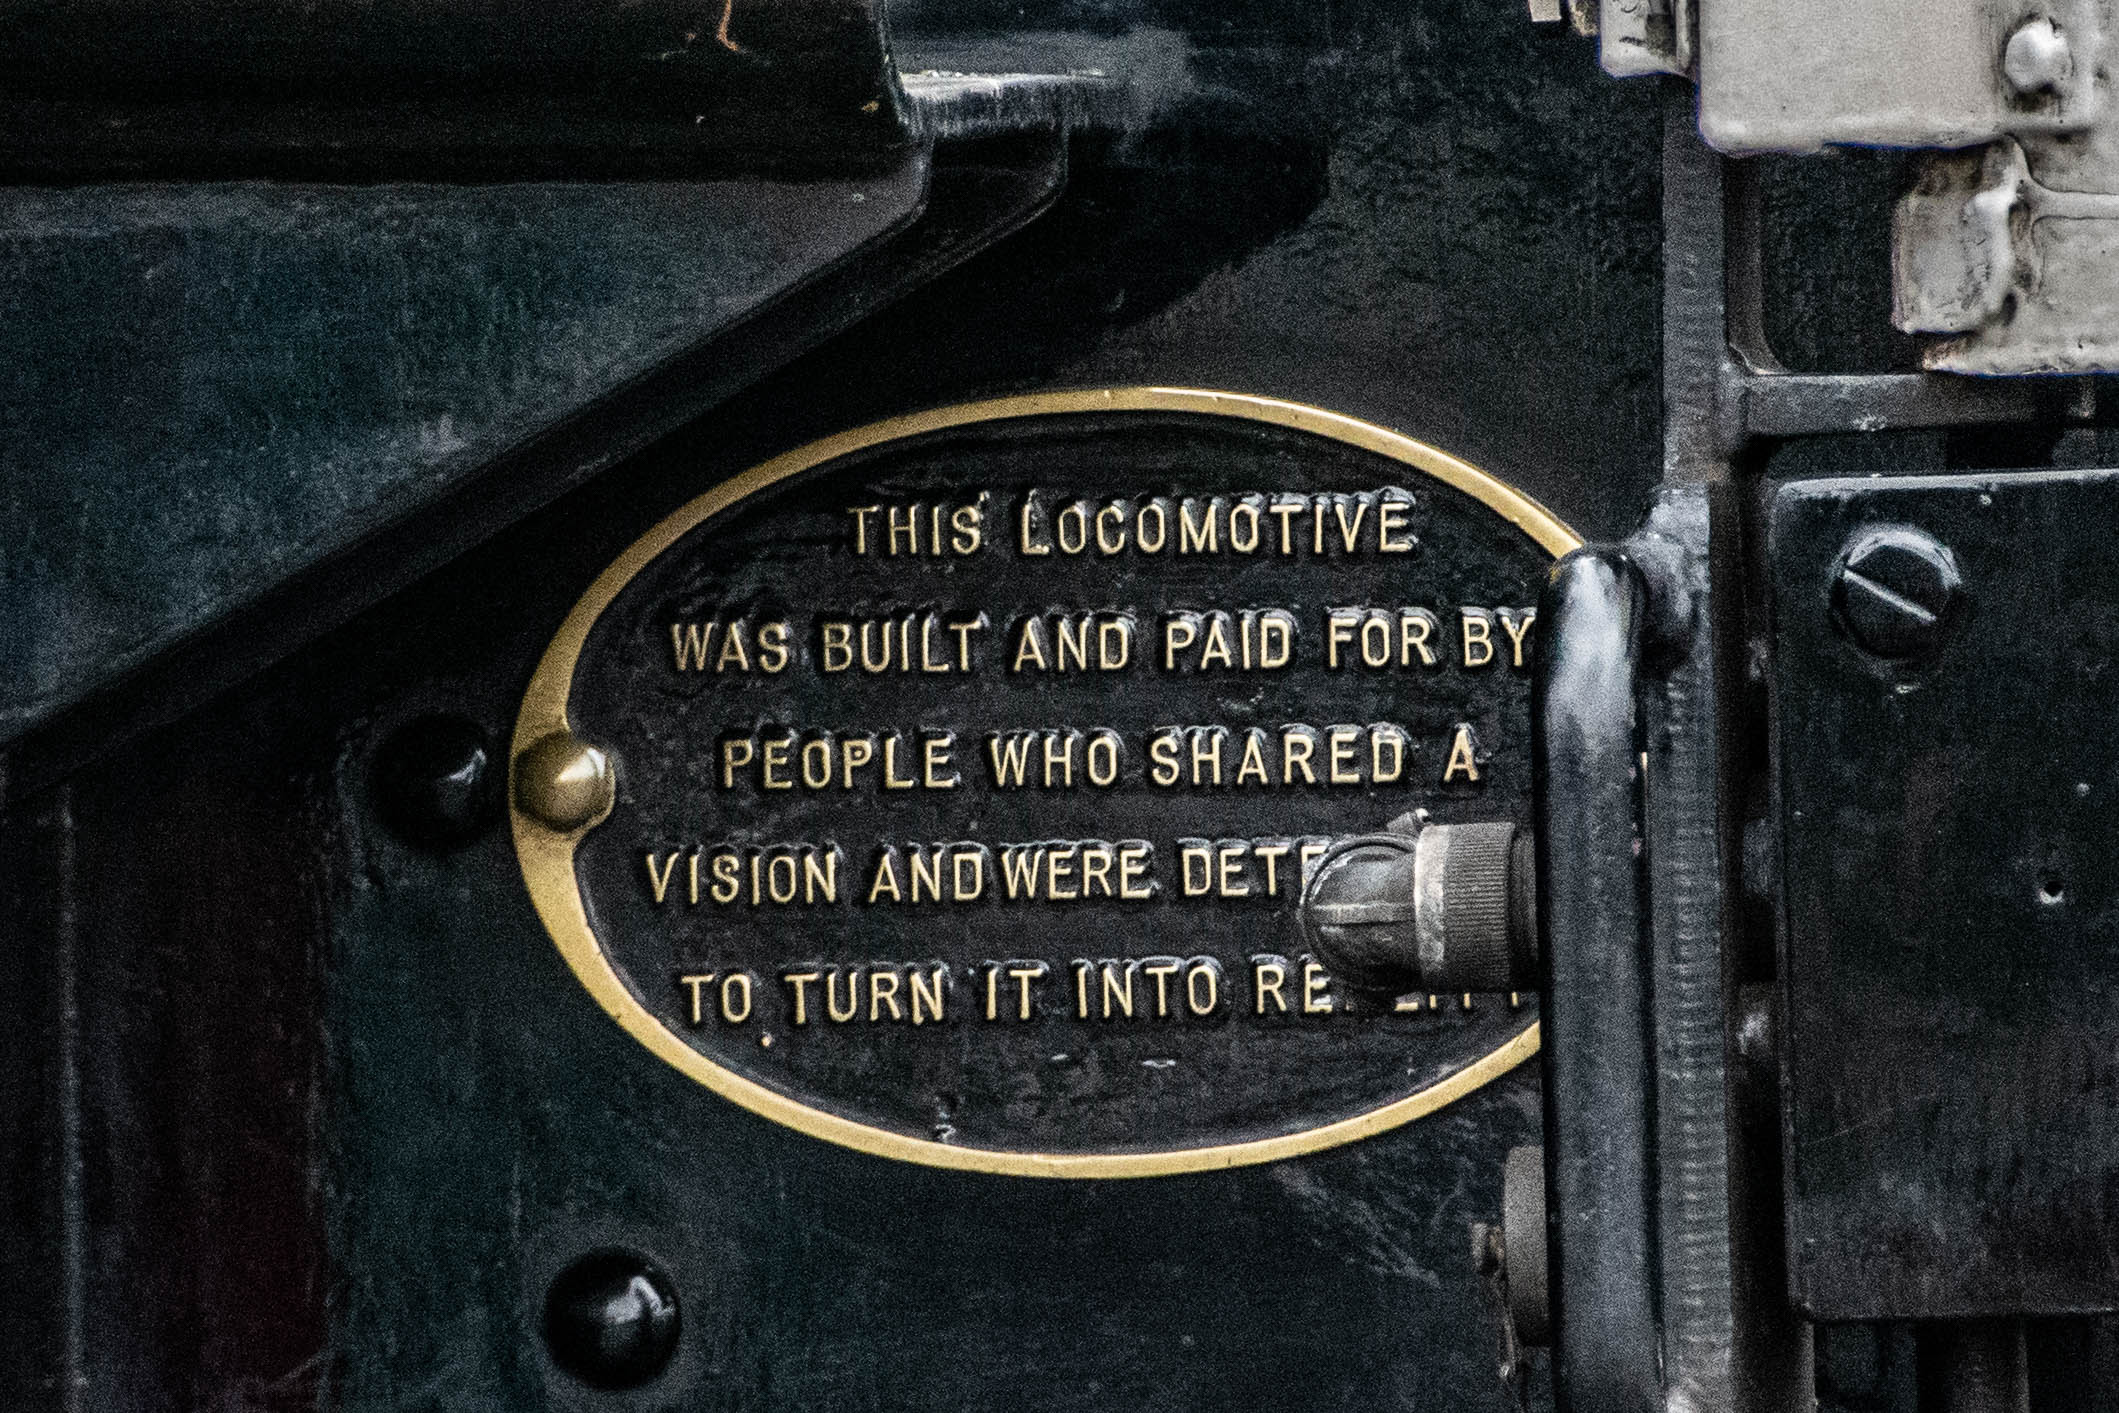 THIS LOCOMOTIVE
WAS BUILT AND PAID FOR BY
PEOPLE WHO SHARED A
VISION AND WERE
TO TURN IT INTO